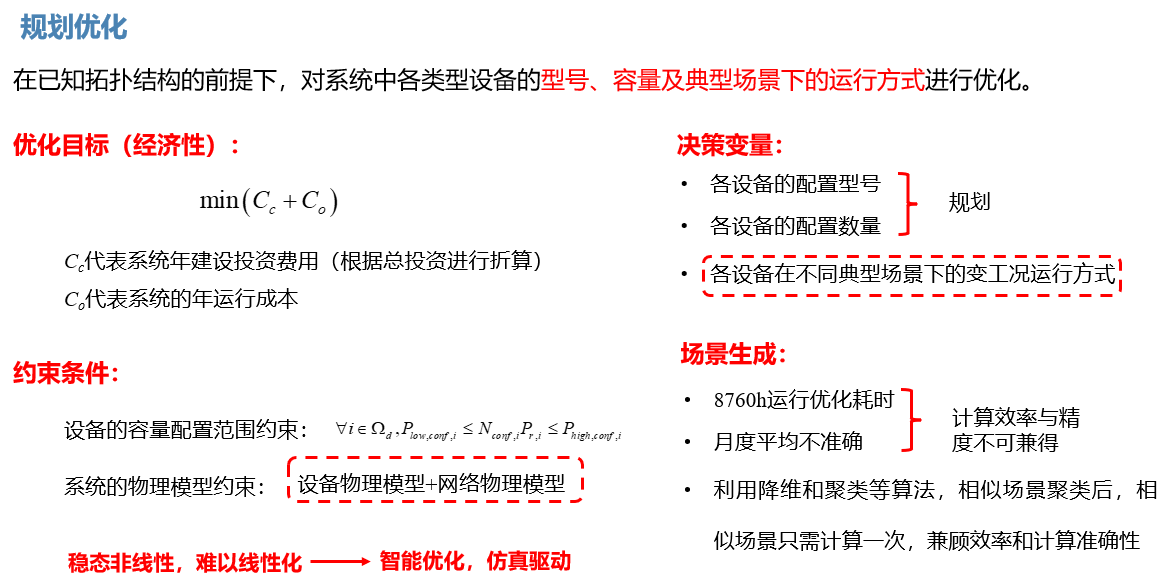 规划优化
在已知拓扑结构的前提下，对系统中各类型设备的型号、容量及典型场景下的运行方式进行优化。
优化目标（经济性）:
min(C_c + C_o)
C_c代表系统年建设投资费用（根据总投资进行折算）
C_o代表系统的年运行成本
约束条件:
设备的容量配置范围约束: ∀i∈Ω_d, P_{low,conf,i} ≤ N_{conf,i}P_{r,i} ≤ P_{high,conf,i}
系统的物理模型约束: 设备物理模型+网络物理模型
稳态非线性，难以线性化 → 智能优化，仿真驱动
决策变量:
• 各设备的配置型号
• 各设备的配置数量
规划
• 各设备在不同典型场景下的变工况运行方式
场景生成:
• 8760h运行优化耗时
• 月度平均不准确
计算效率与精
度不可兼得
• 利用降维和聚类等算法，相似场景聚类后，相
似场景只需计算一次，兼顾效率和计算准确性